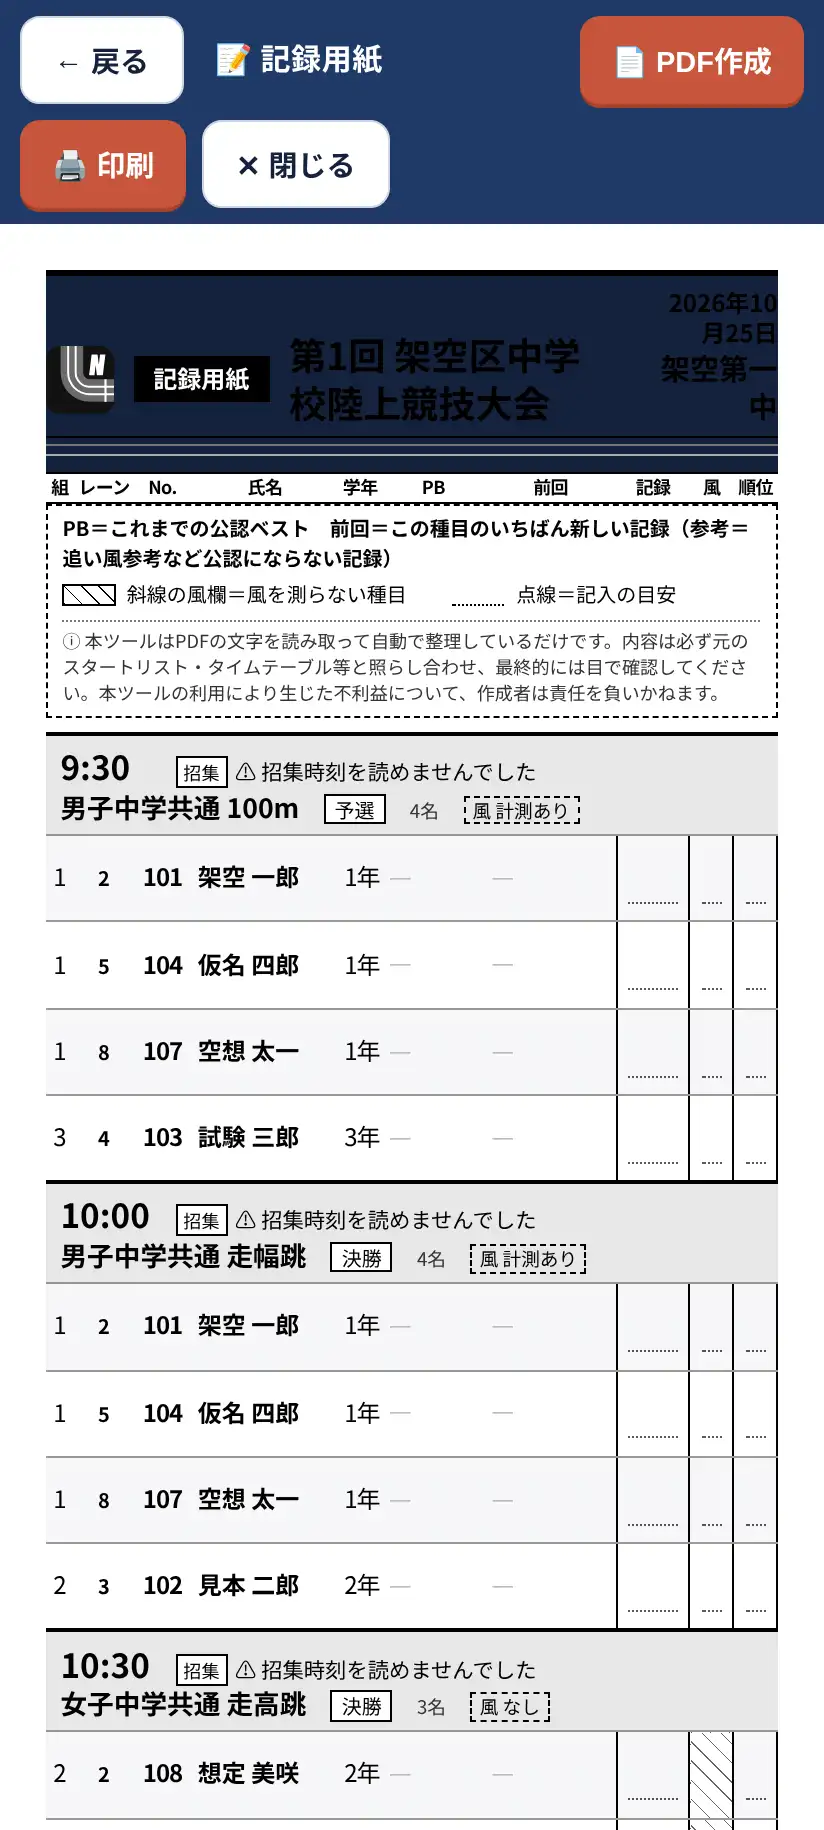 ← 戻る
📝 記録用紙
📄 PDF作成
🖨️ 印刷
✕ 閉じる
N
記録用紙
第1回 架空区中学
校陸上競技大会
2026年10
月25日
架空第一
中
組 レーン No. 氏名 学年 PB 前回 記録 風 順位
PB＝これまでの公認ベスト　前回＝この種目のいちばん新しい記録（参考＝
追い風参考など公認にならない記録）
斜線の風欄＝風を測らない種目 点線＝記入の目安
ⓘ 本ツールはPDFの文字を読み取って自動で整理しているだけです。内容は必ず元の
スタートリスト・タイムテーブル等と照らし合わせ、最終的には目で確認してくださ
い。本ツールの利用により生じた不利益について、作成者は責任を負いかねます。
9:30 招集 ⚠ 招集時刻を読めませんでした
男子中学共通 100m 予選 4名 風 計測あり
1 2 101 架空 一郎 1年 — —
1 5 104 仮名 四郎 1年 — —
1 8 107 空想 太一 1年 — —
3 4 103 試験 三郎 3年 — —
10:00 招集 ⚠ 招集時刻を読めませんでした
男子中学共通 走幅跳 決勝 4名 風 計測あり
1 2 101 架空 一郎 1年 — —
1 5 104 仮名 四郎 1年 — —
1 8 107 空想 太一 1年 — —
2 3 102 見本 二郎 2年 — —
10:30 招集 ⚠ 招集時刻を読めませんでした
女子中学共通 走高跳 決勝 3名 風 なし
2 2 108 想定 美咲 2年 — —